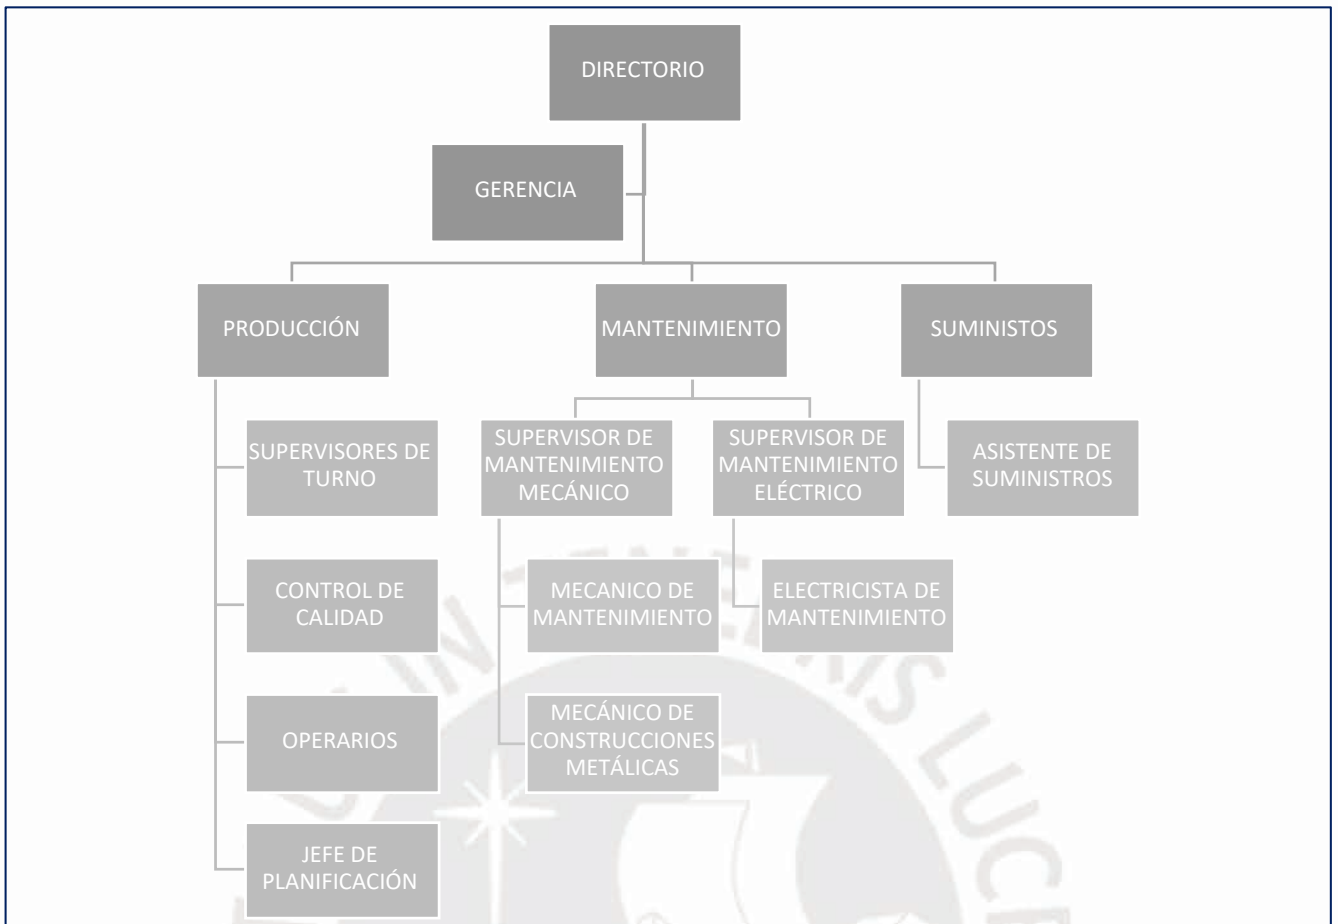 DIRECTORIO
GERENCIA
PRODUCCIÓN
MANTENIMIENTO
SUMINISTOS
SUPERVISORES DE
TURNO
CONTROL DE
CALIDAD
OPERARIOS
JEFE DE
PLANIFICACIÓN
SUPERVISOR DE
MANTENIMIENTO
MECÁNICO
MECANICO DE
MANTENIMIENTO
MECÁNICO DE
CONSTRUCCIONES
METÁLICAS
SUPERVISOR DE
MANTENIMIENTO
ELÉCTRICO
ELECTRICISTA DE
MANTENIMIENTO
ASISTENTE DE
SUMINISTROS